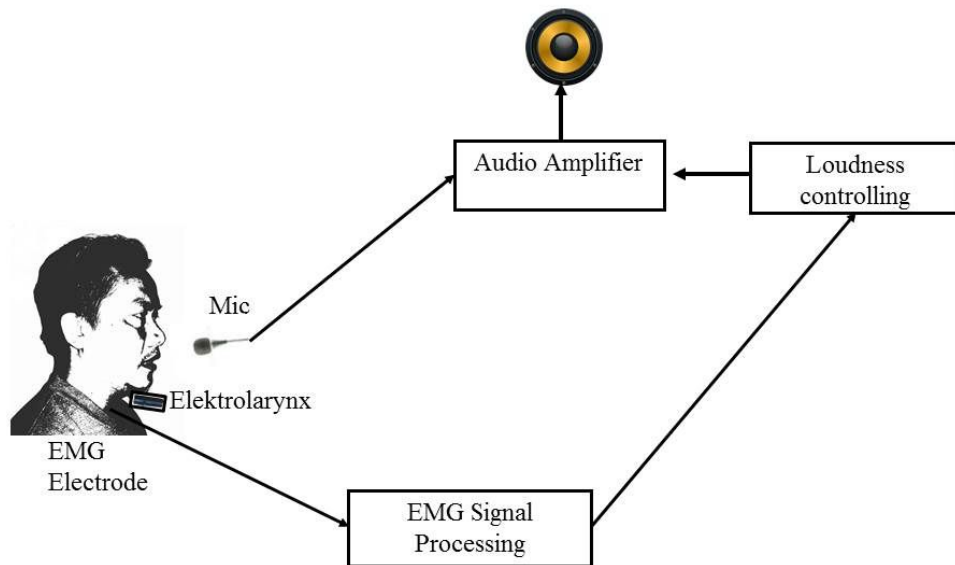 Audio Amplifier
Loudness
controlling
Mic
Elektrolarynx
EMG
Electrode
EMG Signal
Processing